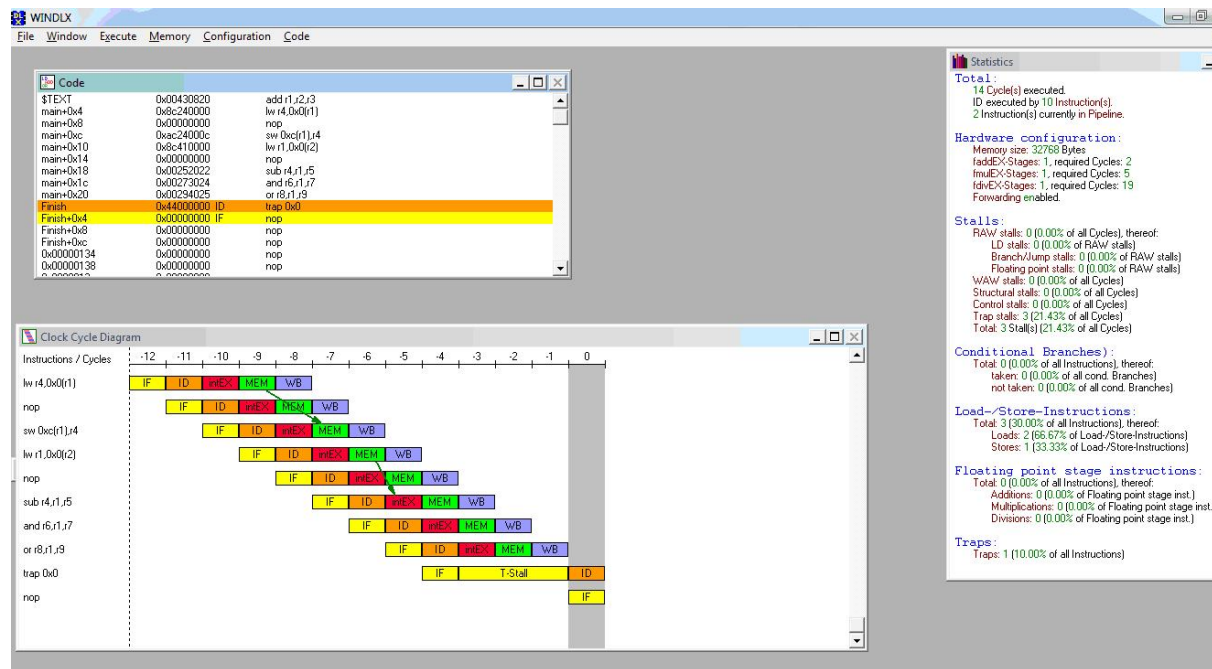 WINDLX
File Window Execute Memory Configuration Code
Code
$TEXT 0x00430820 add r1,r2,r3
main+0x4 0x8c240000 lw r4,0x0(r1)
main+0x8 0x00000000 nop
main+0xc 0xac24000c sw 0xc(r1),r4
main+0x10 0x8c410000 lw r1,0x0(r2)
main+0x14 0x00000000 nop
main+0x18 0x00252022 sub r4,r1,r5
main+0x1c 0x00273024 and r6,r1,r7
main+0x20 0x00294025 or r8,r1,r9
Finish 0x44000000 ID trap 0x0
Finish+0x4 0x00000000 IF nop
Finish+0x8 0x00000000 nop
Finish+0xc 0x00000000 nop
0x00000134 0x00000000 nop
0x00000138 0x00000000 nop
Clock Cycle Diagram
Instructions / Cycles -12 -11 -10 -9 -8 -7 -6 -5 -4 -3 -2 -1 0
lw r4,0x0(r1) IF ID intEX MEM WB
nop IF ID intEX MEM WB
sw 0xc(r1),r4 IF ID intEX MEM WB
lw r1,0x0(r2) IF ID intEX MEM WB
nop IF ID intEX MEM WB
sub r4,r1,r5 IF ID intEX MEM WB
and r6,r1,r7 IF ID intEX MEM WB
or r8,r1,r9 IF ID intEX MEM WB
trap 0x0 IF T-Stall ID
nop IF
Statistics
Total:
14 Cycle(s) executed.
ID executed by 10 Instruction(s).
2 Instruction(s) currently in Pipeline.
Hardware configuration:
Memory size: 32768 Bytes
faddEX-Stages: 1, required Cycles: 2
fmulEX-Stages: 1, required Cycles: 5
fdivEX-Stages: 1, required Cycles: 19
Forwarding enabled.
Stalls:
RAW stalls: 0 (0.00% of all Cycles), thereof:
LD stalls: 0 (0.00% of RAW stalls)
Branch/Jump stalls: 0 (0.00% of RAW stalls)
Floating point stalls: 0 (0.00% of RAW stalls)
WAW stalls: 0 (0.00% of all Cycles)
Structural stalls: 0 (0.00% of all Cycles)
Control stalls: 0 (0.00% of all Cycles)
Trap stalls: 3 (21.43% of all Cycles)
Total: 3 Stall(s) (21.43% of all Cycles)
Conditional Branches):
Total: 0 (0.00% of all Instructions), thereof:
taken: 0 (0.00% of all cond. Branches)
not taken: 0 (0.00% of all cond. Branches)
Load-/Store-Instructions:
Total: 3 (30.00% of all Instructions), thereof:
Loads: 2 (66.67% of Load-/Store-Instructions)
Stores: 1 (33.33% of Load-/Store-Instructions)
Floating point stage instructions:
Total: 0 (0.00% of all Instructions), thereof:
Additions: 0 (0.00% of Floating point stage inst.)
Multiplications: 0 (0.00% of Floating point stage inst.
Divisions: 0 (0.00% of Floating point stage inst.)
Traps:
Traps: 1 (10.00% of all Instructions)